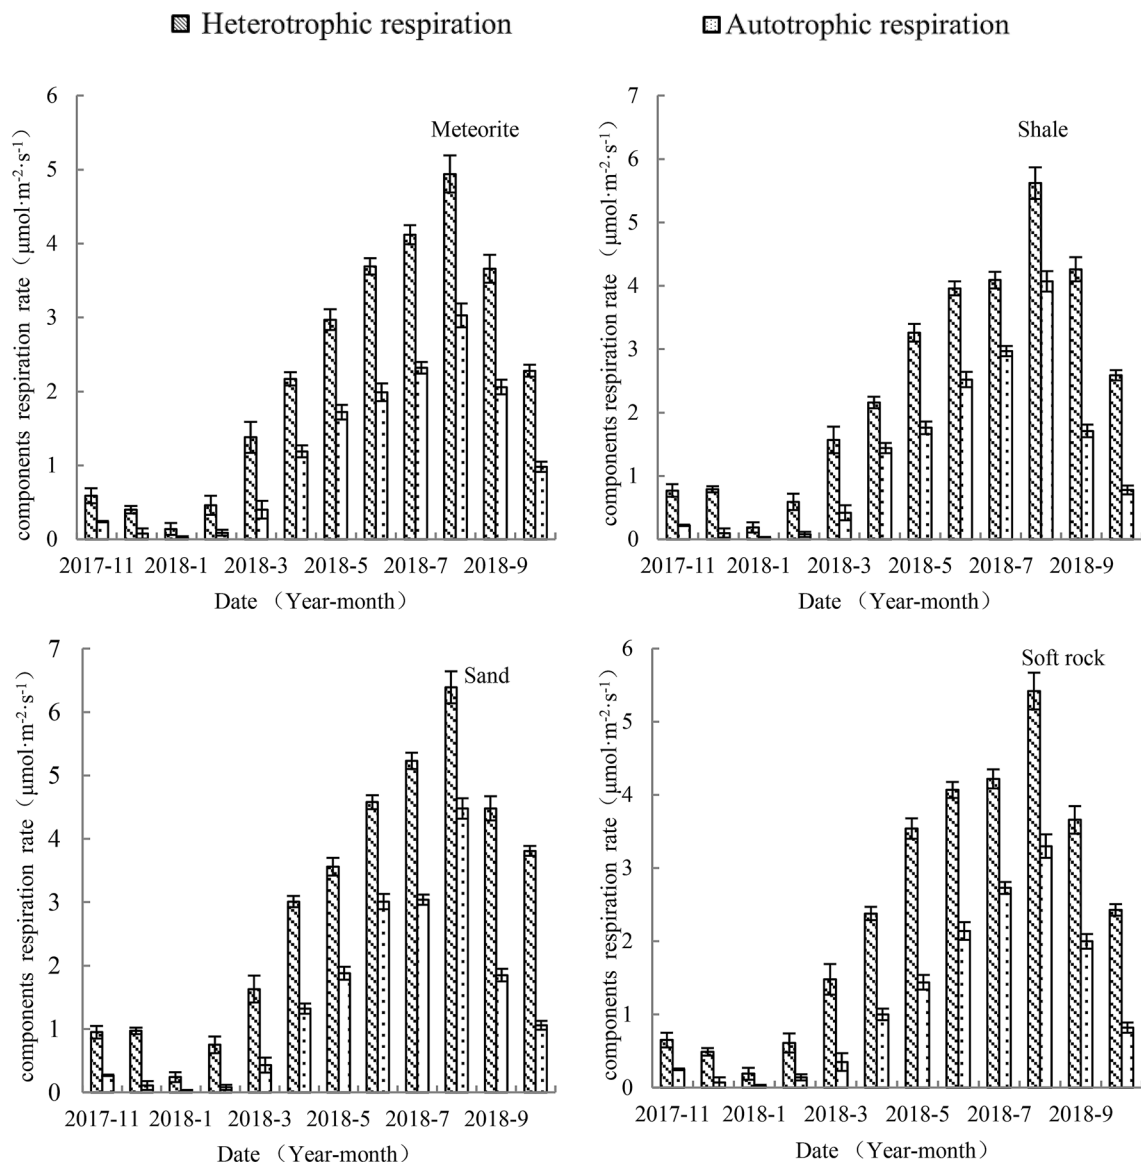 Heterotrophic respiration
Autotrophic respiration
components respiration rate（μmol·m-2·s-1）
6
5
4
3
2
1
0
Meteorite
2017-11 2018-1 2018-3 2018-5 2018-7 2018-9
Date （Year-month）
components respiration rate（μmol·m-2·s-1）
7
6
5
4
3
2
1
0
Shale
2017-11 2018-1 2018-3 2018-5 2018-7 2018-9
Date （Year-month）
components respiration rate（μmol·m-2·s-1）
7
6
5
4
3
2
1
0
Sand
2017-11 2018-1 2018-3 2018-5 2018-7 2018-9
Date （Year-month）
components respiration rate（μmol·m-2·s-1）
6
5
4
3
2
1
0
Soft rock
2017-11 2018-1 2018-3 2018-5 2018-7 2018-9
Date （Year-month）